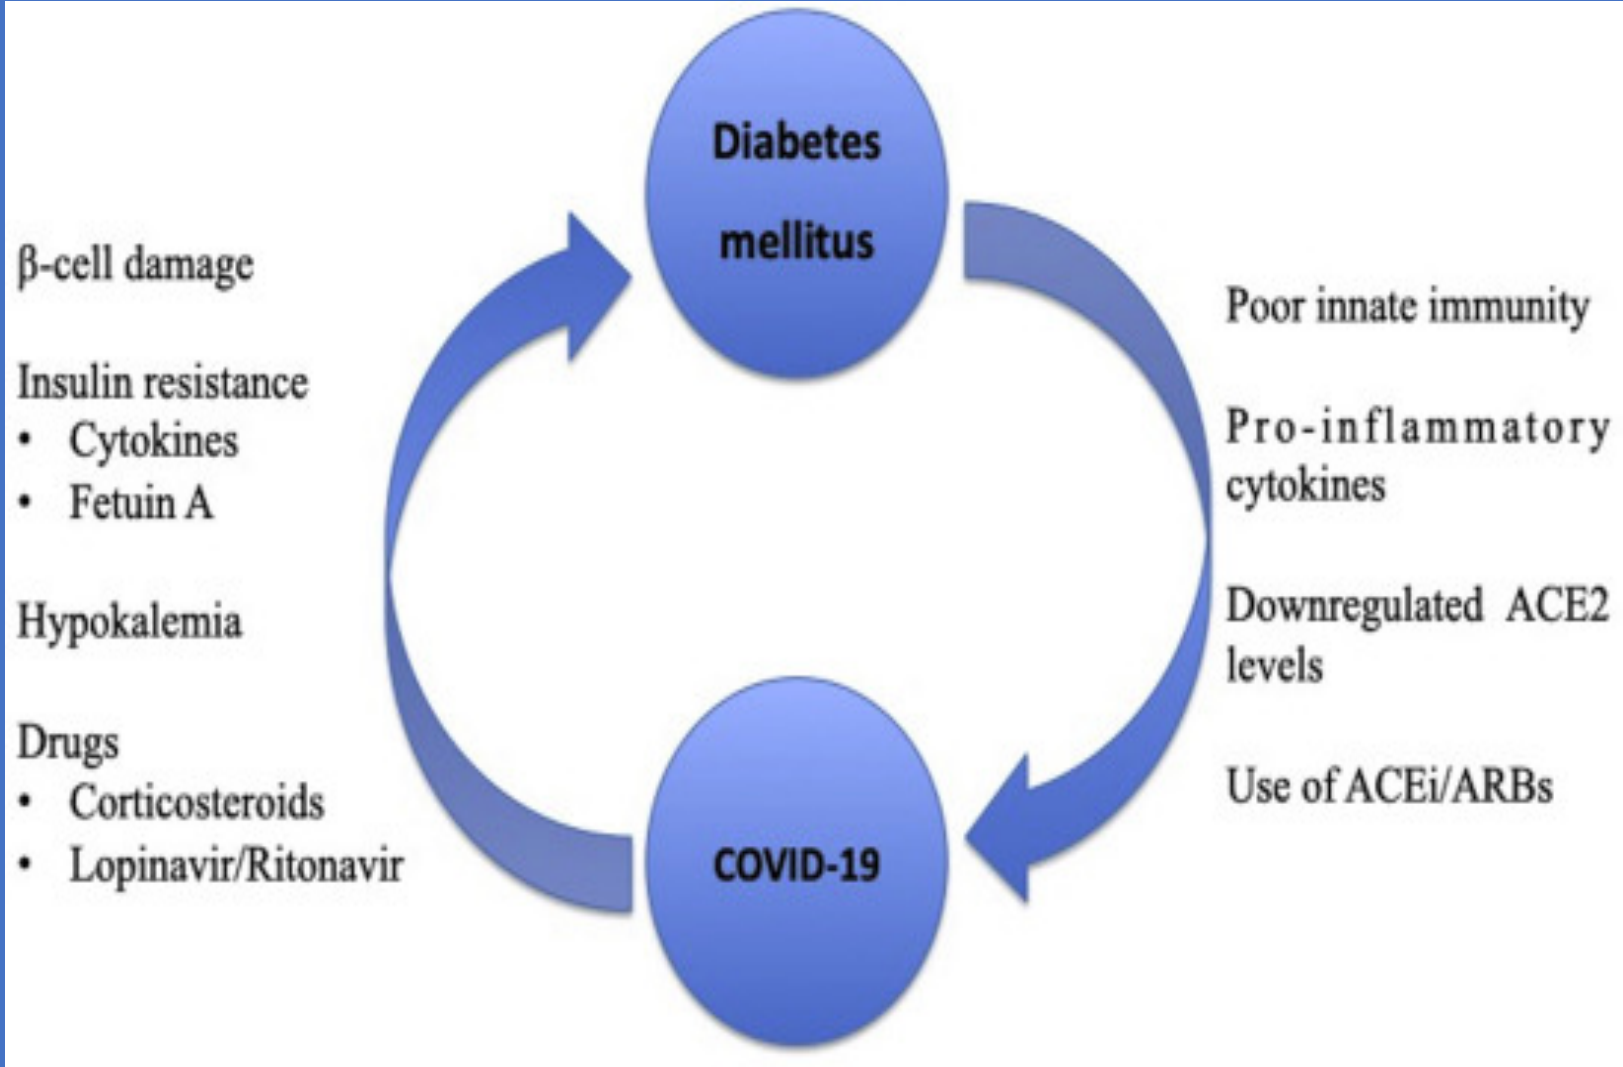 Diabetes
mellitus
β-cell damage
Insulin resistance
• Cytokines
• Fetuin A
Hypokalemia
Drugs
• Corticosteroids
• Lopinavir/Ritonavir
Poor innate immunity
Pro-inflammatory
cytokines
Downregulated ACE2
levels
Use of ACEi/ARBs
COVID-19